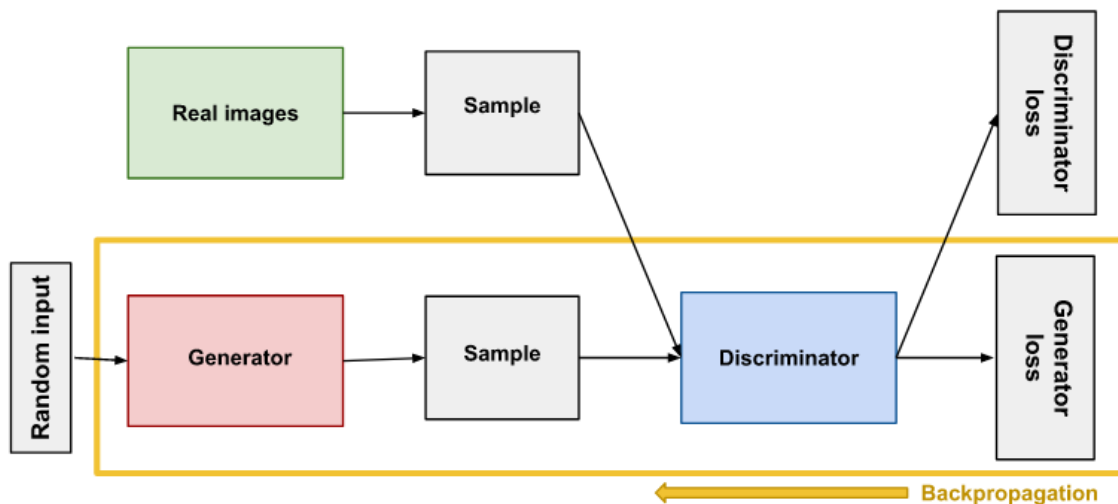 Real images
Sample
Discriminator
loss
Random input
Generator
Sample
Discriminator
Generator
loss
Backpropagation